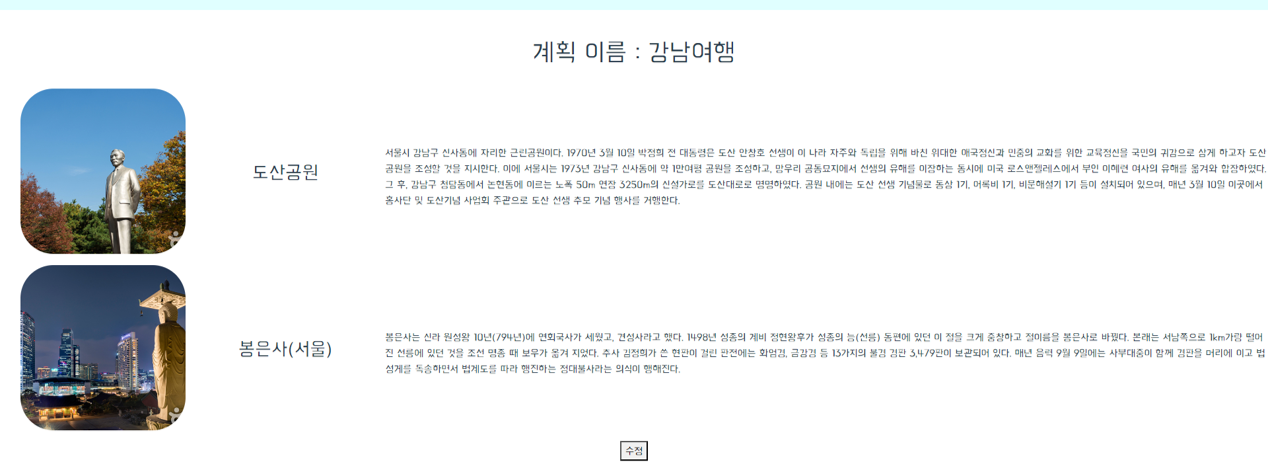 계획 이름 : 강남여행
도산공원
서울시 강남구 신사동에 자리한 근린공원이다. 1970년 3월 10일 박정희 전 대통령은 도산 안창호 선생이 이 나라 자주와 독립을 위해 바친 위대한 애국정신과 민중의 교화를 위한 교육정신을 국민의 귀감으로 삼게 하고자 도산
공원을 조성할 것을 지시한다. 이에 서울시는 1973년 강남구 신사동에 약 1만여평 공원을 조성하고, 망우리 공동묘지에서 선생의 유해를 이장하는 동시에 미국 로스앤젤레스에서 부인 이혜련 여사의 유해를 옮겨와 합장하였다.
그 후, 강남구 청담동에서 논현동에 이르는 노폭 50m 연장 3250m의 신설가로를 도산대로로 명명하였다. 공원 내에는 도산 선생 기념물로 동상 1기, 어록비 1기, 비문해설기 1기 등이 설치되어 있으며, 매년 3월 10일 이곳에서
흥사단 및 도산기념 사업회 주관으로 도산 선생 추모 기념 행사를 거행한다.
봉은사(서울)
봉은사는 신라 원성왕 10년(794년)에 연회국사가 세웠고, 견성사라고 했다. 1498년 성종의 계비 정현왕후가 성종의 능(선릉) 동편에 있던 이 절을 크게 중창하고 절이름을 봉은사로 바꿨다. 본래는 서남쪽으로 1km가량 떨어
진 선릉에 있던 것을 조선 명종 때 보우가 옮겨 지었다. 추사 김정희가 쓴 현판이 걸린 판전에는 화엄경, 금강경 등 13가지의 불경 경판 3,479판이 보관되어 있다. 매년 음력 9월 9일에는 사부대중이 함께 경판을 머리에 이고 법
성게를 독송하면서 법계도를 따라 행진하는 정대불사라는 의식이 행해진다.
수정